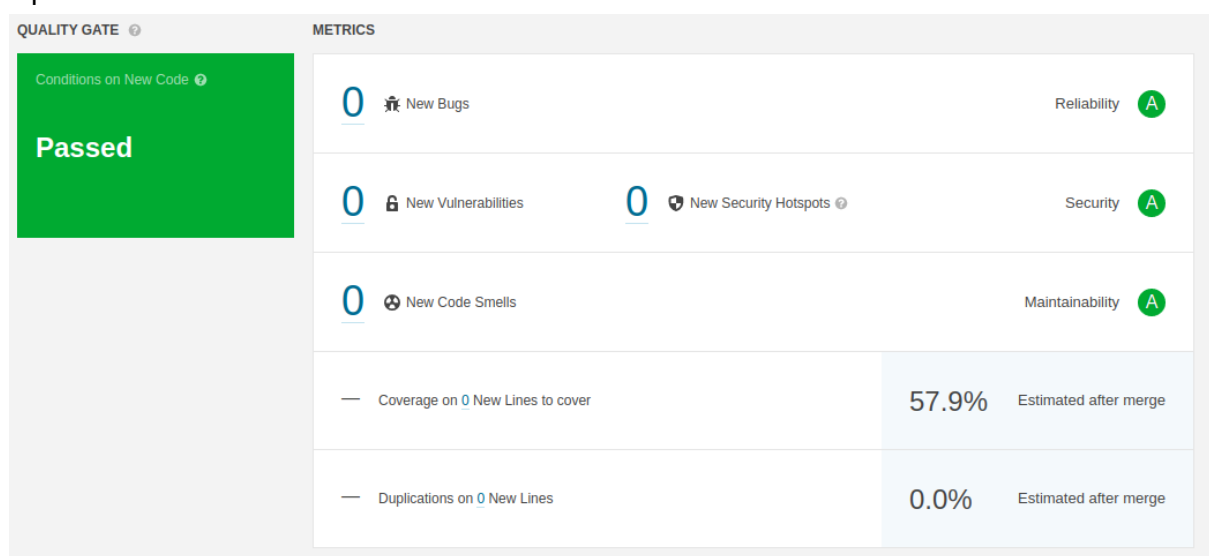 QUALITY GATE ?
METRICS
Conditions on New Code ?
Passed
0 New Bugs
Reliability A
0 New Vulnerabilities
0 New Security Hotspots ?
Security A
0 New Code Smells
Maintainability A
— Coverage on 0 New Lines to cover
57.9% Estimated after merge
— Duplications on 0 New Lines
0.0% Estimated after merge